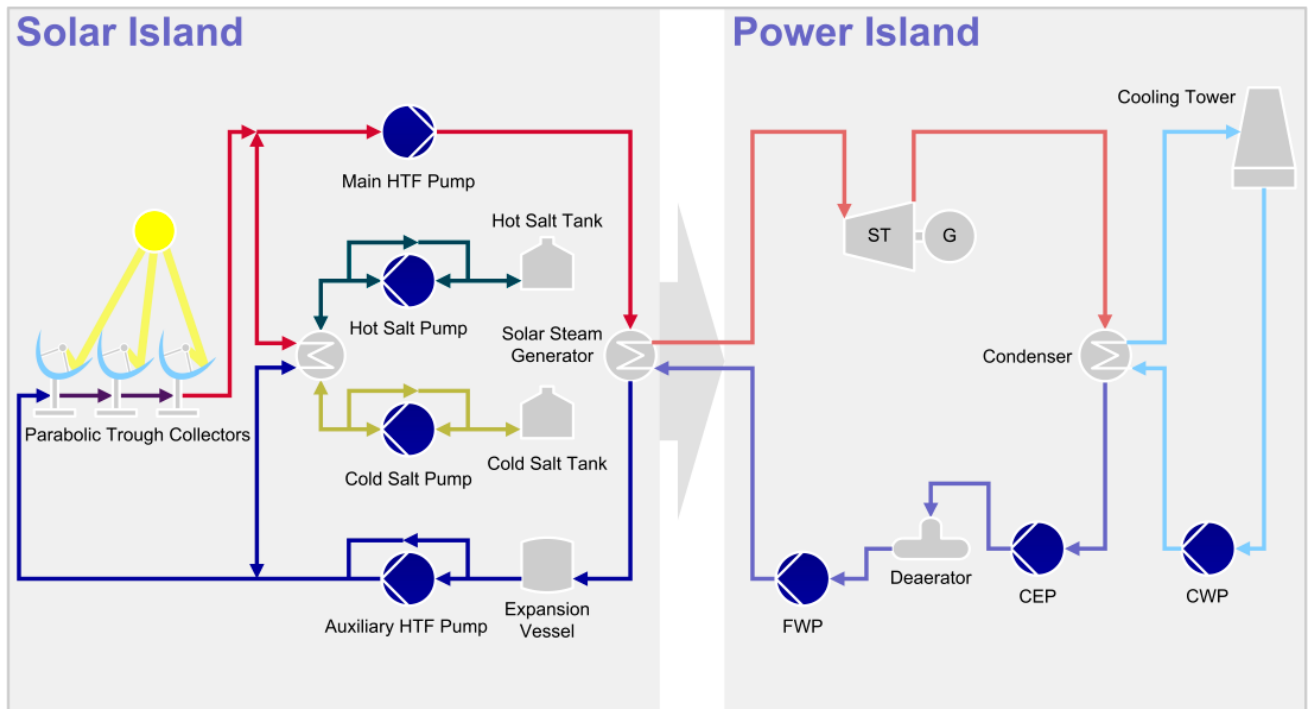 Solar Island
Power Island
Cooling Tower
Main HTF Pump
Hot Salt Tank
ST
G
Hot Salt Pump
Solar Steam
Generator
Condenser
Parabolic Trough Collectors
Cold Salt Pump
Cold Salt Tank
Deaerator
CEP
CWP
Expansion
Vessel
Auxiliary HTF Pump
FWP